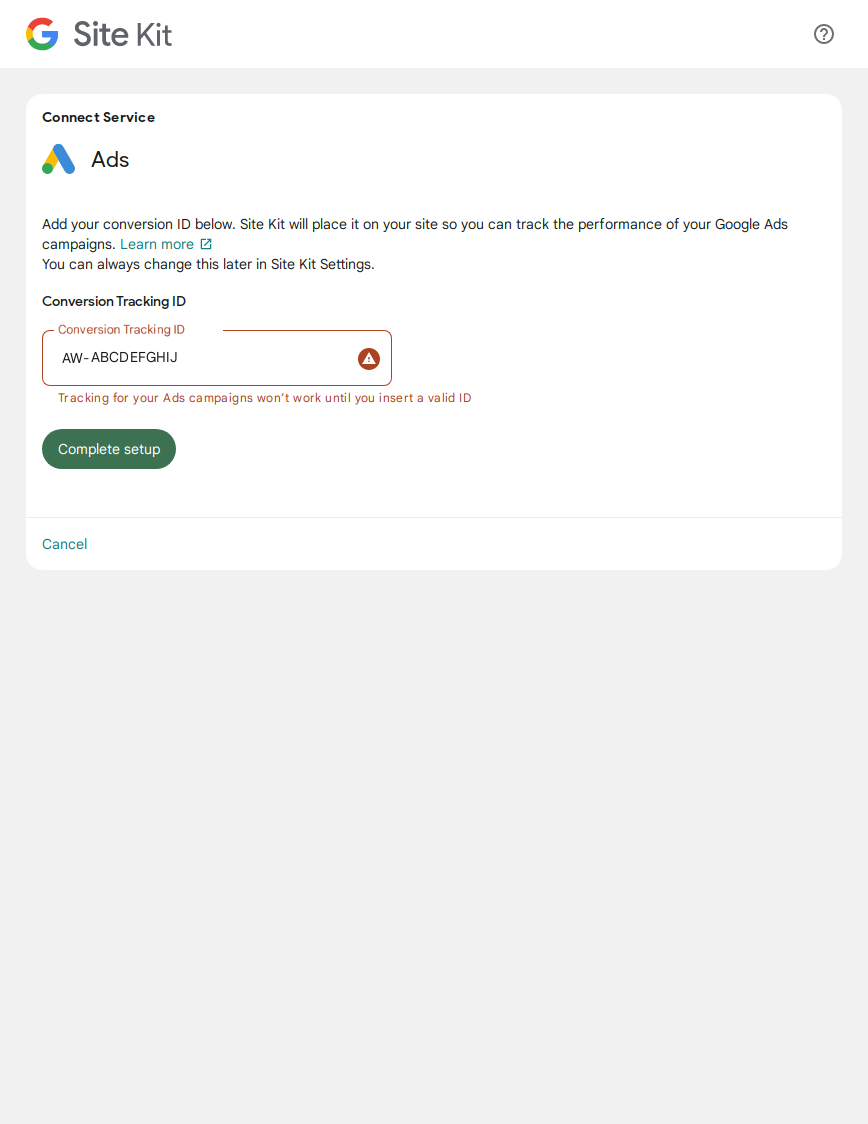 Site Kit
Connect Service
Ads
Add your conversion ID below. Site Kit will place it on your site so you can track the performance of your Google Ads
campaigns. Learn more
You can always change this later in Site Kit Settings.
Conversion Tracking ID
Conversion Tracking ID
AW-ABCDEFGHIJ
Tracking for your Ads campaigns won’t work until you insert a valid ID
Complete setup
Cancel